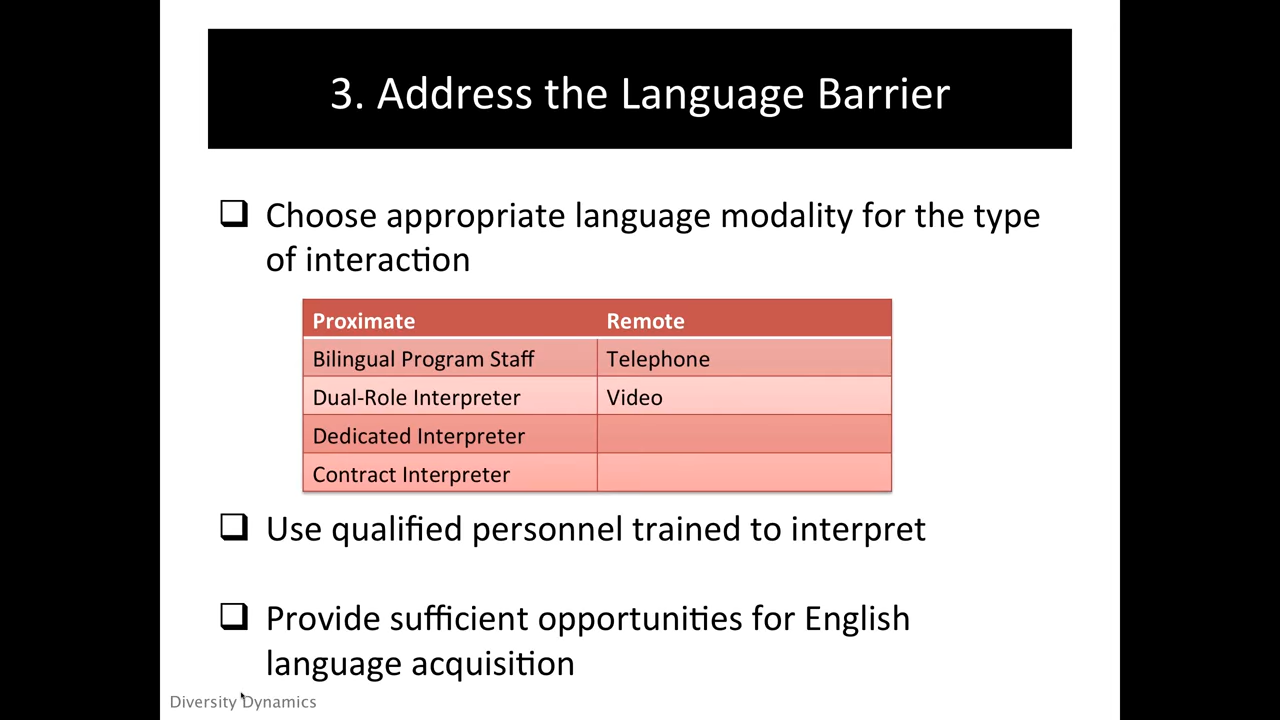 3. Address the Language Barrier
Choose appropriate language modality for the type
of interaction
Proximate Remote
Bilingual Program Staff Telephone
Dual-Role Interpreter Video
Dedicated Interpreter
Contract Interpreter
Use qualified personnel trained to interpret
Provide sufficient opportunities for English
language acquisition
Diversity Dynamics